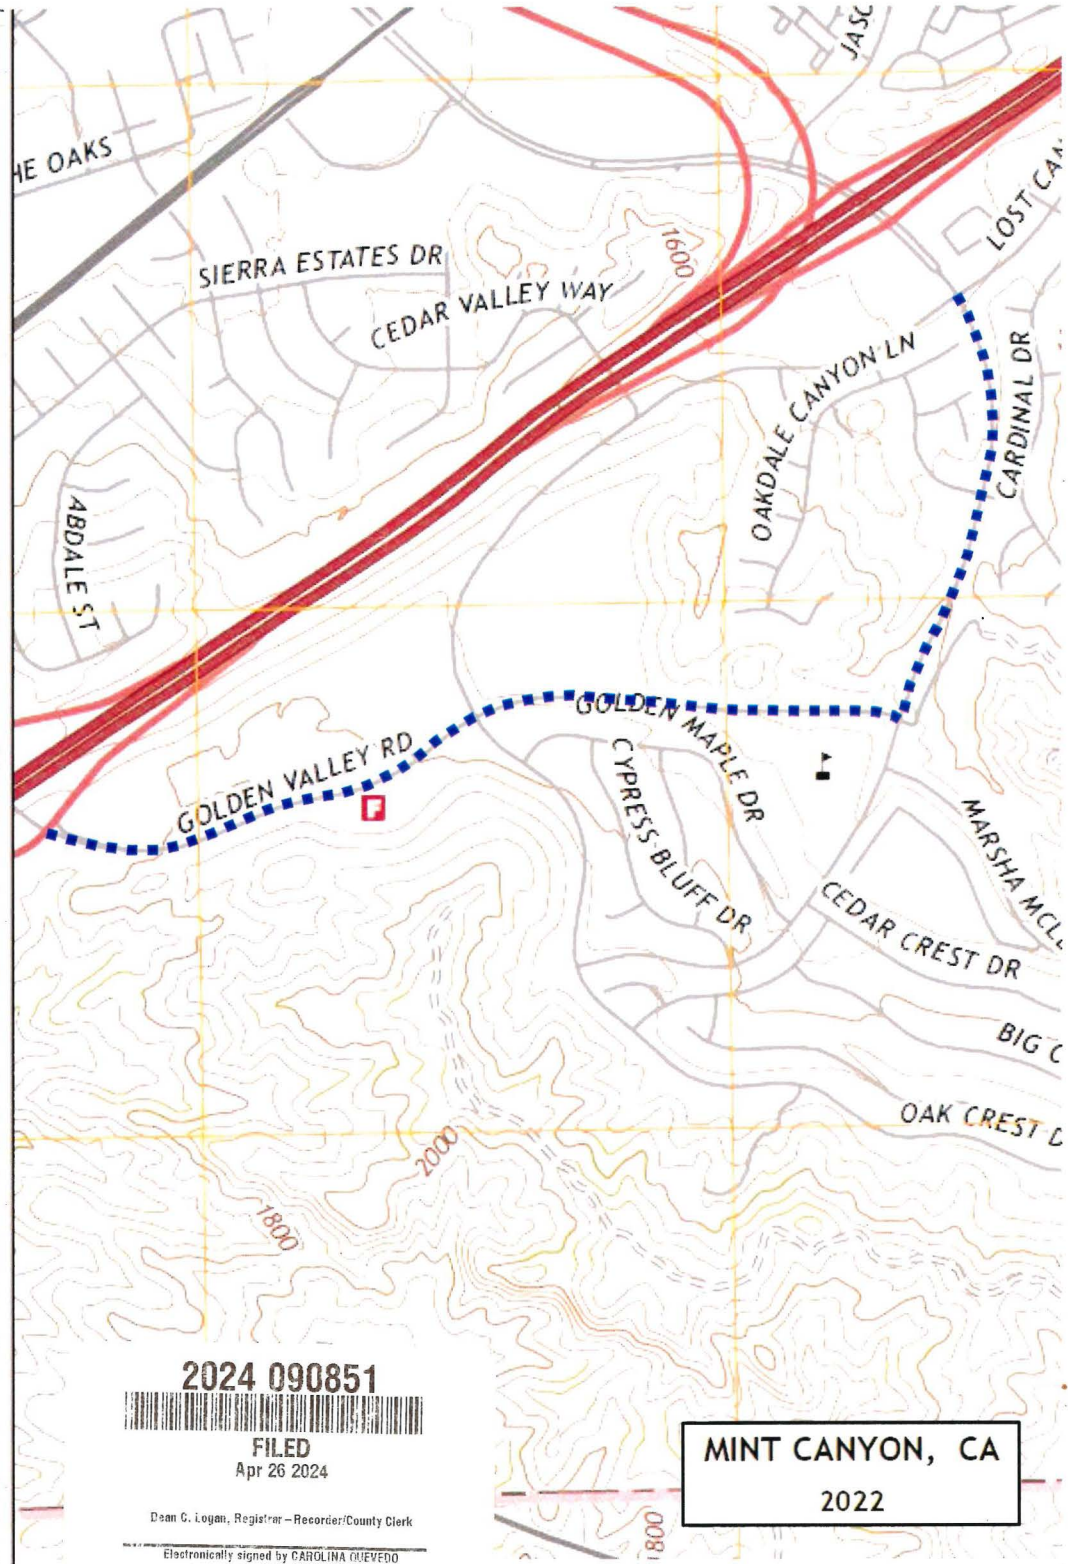 JASC
HE OAKS
LOST CAN
SIERRA ESTATES DR
1600
CEDAR VALLEY WAY
OAKDALE CANYON LN
CARDINAL DR
ABDALE ST
GOLDEN VALLEY RD
GOLDEN MAPLE DR
CYPRESS BLUFF DR
MARSHA MCL
CEDAR CREST DR
BIG C
OAK CREST D
2000
1800
2024 090851
FILED
Apr 26 2024
Dean C. Logan, Registrar – Recorder/County Clerk
Electronically signed by CAROLINA QUEVEDO
MINT CANYON, CA
2022
1800